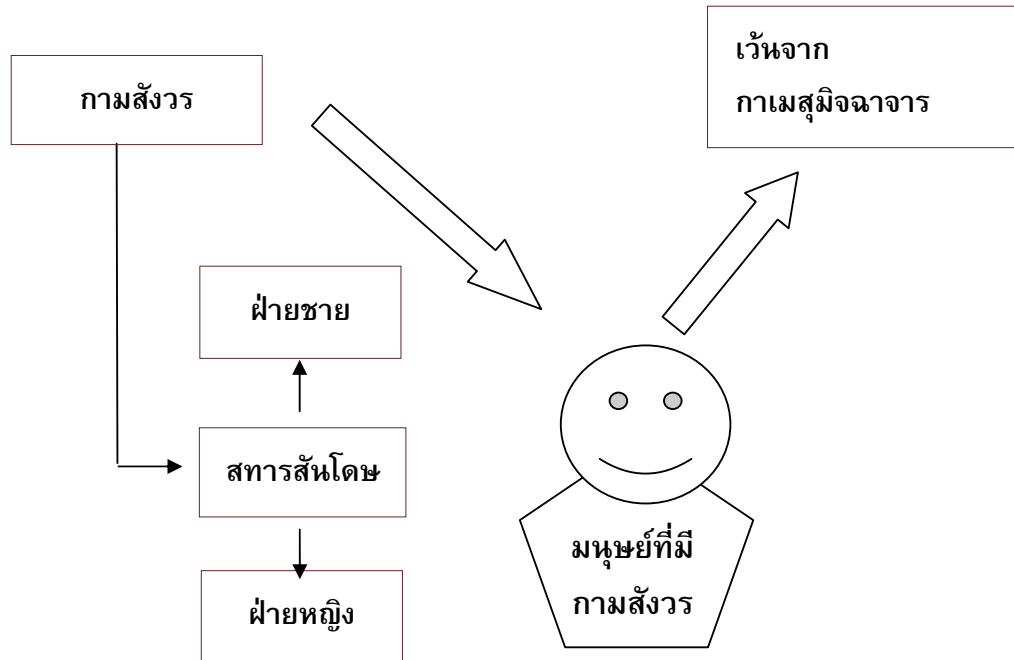 กามสังวร
เว้นจาก
กาเมสุมิจฉาจาร
ฝ่ายชาย
สทารสันโดษ
ฝ่ายหญิง
มนุษย์ที่มี
กามสังวร